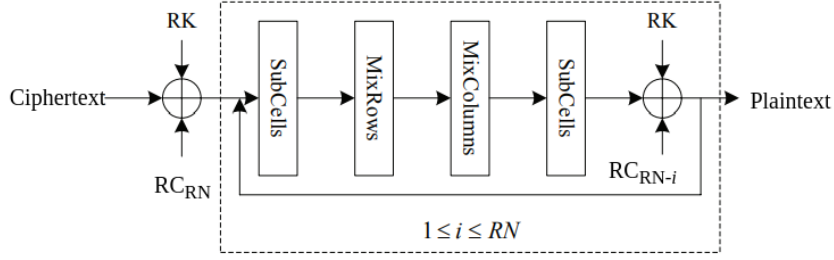 RK
RK
Ciphertext
SubCells
MixRows
MixColumns
SubCells
Plaintext
RC_RN
RC_RN-i
1 ≤ i ≤ RN